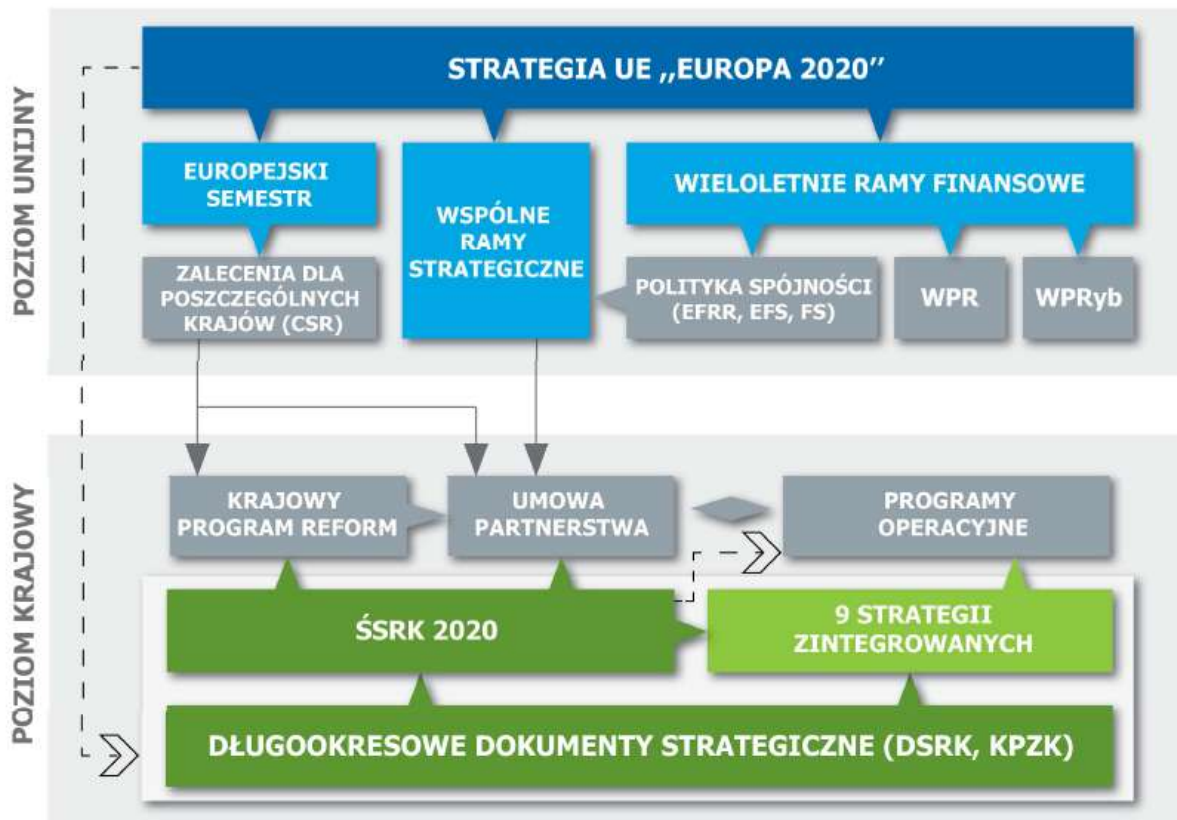 POZIOM UNIJNY
STRATEGIA UE ,,EUROPA 2020”
EUROPEJSKI
SEMESTR
WSPÓLNE
RAMY
STRATEGICZNE
WIELOLETNIE RAMY FINANSOWE
ZALECENIA DLA
POSZCZEGÓLNYCH
KRAJÓW (CSR)
POLITYKA SPÓJNOŚCI
(EFRR, EFS, FS)
WPR
WPRyb
POZIOM KRAJOWY
KRAJOWY
PROGRAM REFORM
UMOWA
PARTNERSTWA
PROGRAMY
OPERACYJNE
ŚSRK 2020
9 STRATEGII
ZINTEGROWANYCH
DŁUGOOKRESOWE DOKUMENTY STRATEGICZNE (DSRK, KPZK)